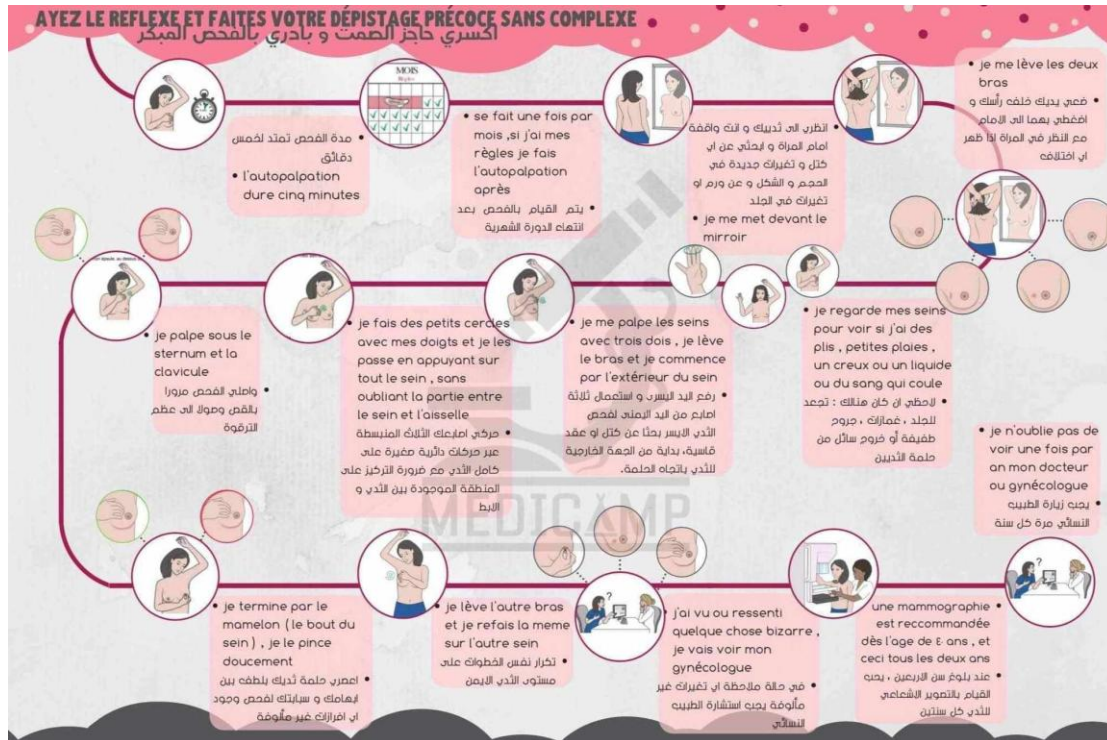 AYEZ LE REFLEXE ET FAITES VOTRE DÉPISTAGE PRÉCOCE SANS COMPLEXE
اكسري حاجز الصمت و بادري بالفحص المبكر
مدة الفحص تمتد لخمس
دقائق
l'autopalpation
dure cinq minutes
MOIS
se fait une fois par
mois ,si j'ai mes
règles je fais
l'autopalpation
après
يتم القيام بالفحص بعد
انتهاء الدورة الشهرية
انظري الى ثدييك و انت واقفة
امام المراة و ابحثي عن اي
كتل و تغيرات جديدة في
الحجم و الشكل و عن ورم او
تغيرات في الجلد
je me met devant le
mirroir
je me lève les deux
bras
ضعي يديك خلف رأسك و
اضغطي بهما الى الامام
مع النظر في المراة اذا ظهر
اي اختلاف
je regarde mes seins
pour voir si j'ai des
plis , petites plaies ,
un creux ou un liquide
ou du sang qui coule
لاحظي ان كان هنالك : تجعد
للجلد ، غمازات ، جروح
طفيفة أو خروج سائل من
حلمة الثديين
je me palpe les seins
avec trois dois , je lève
le bras et je commence
par l'extérieur du sein
رفع اليد اليسرى و استعمال ثلاثة
اصابع من اليد اليمنى لفحص
الثدي الايسر بحثا عن كتل او عقد
قاسية، بداية من الجهة الخارجية
للثدي باتجاه الحلمة.
je fais des petits cercles
avec mes doigts et je les
passe en appuyant sur
tout le sein , sans
oubliant la partie entre
le sein et l'aisselle
حركي اصابعك الثلاث المنبسطة
عبر حركات دائرية صغيرة على
كامل الثدي مع ضرورة التركيز على
المنطقة الموجودة بين الثدي و
الابط
je palpe sous le
sternum et la
clavicule
واصلي الفحص مرورا
بالقص وصولا الى عظم
الترقوة
je termine par le
mamelon ( le bout du
sein ) , je le pince
doucement
اعصري حلمة ثديك بلطف بين
ابهامك و سبابتك لفحص وجود
اي افرازات غير مألوفة
je lève l'autre bras
et je refais la meme
sur l'autre sein
تكرار نفس الخطوات على
مستوى الثدي الايمن
?
j'ai vu ou ressenti
quelque chose bizarre ,
je vais voir mon
gynécologue
في حالة ملاحظة اي تغيرات غير
مألوفة يجب استشارة الطبيب
النسائي
une mammographie
est reccommandée
dès l'age de ٤٠ ans , et
ceci tous les deux ans
عند بلوغ سن الاربعين ، يجب
القيام بالتصوير الاشعاعي
للثدي كل سنتين
je n'oublie pas de
voir une fois par
an mon docteur
ou gynécologue
يجب زيارة الطبيب
النسائي مرة كل سنة
?
MEDICAMP